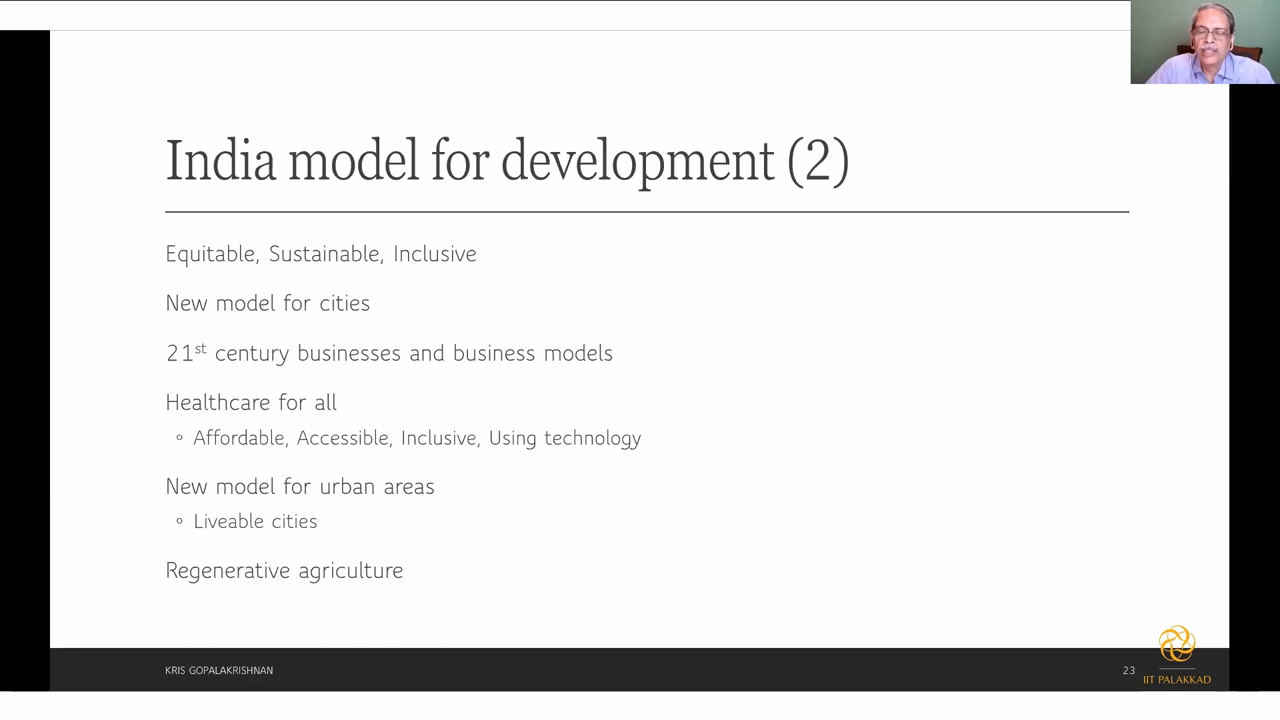 India model for development (2)
Equitable, Sustainable, Inclusive
New model for cities
21st century businesses and business models
Healthcare for all
◦ Affordable, Accessible, Inclusive, Using technology
New model for urban areas
◦ Liveable cities
Regenerative agriculture
KRIS GOPALAKRISHNAN
23
IIT PALAKKAD